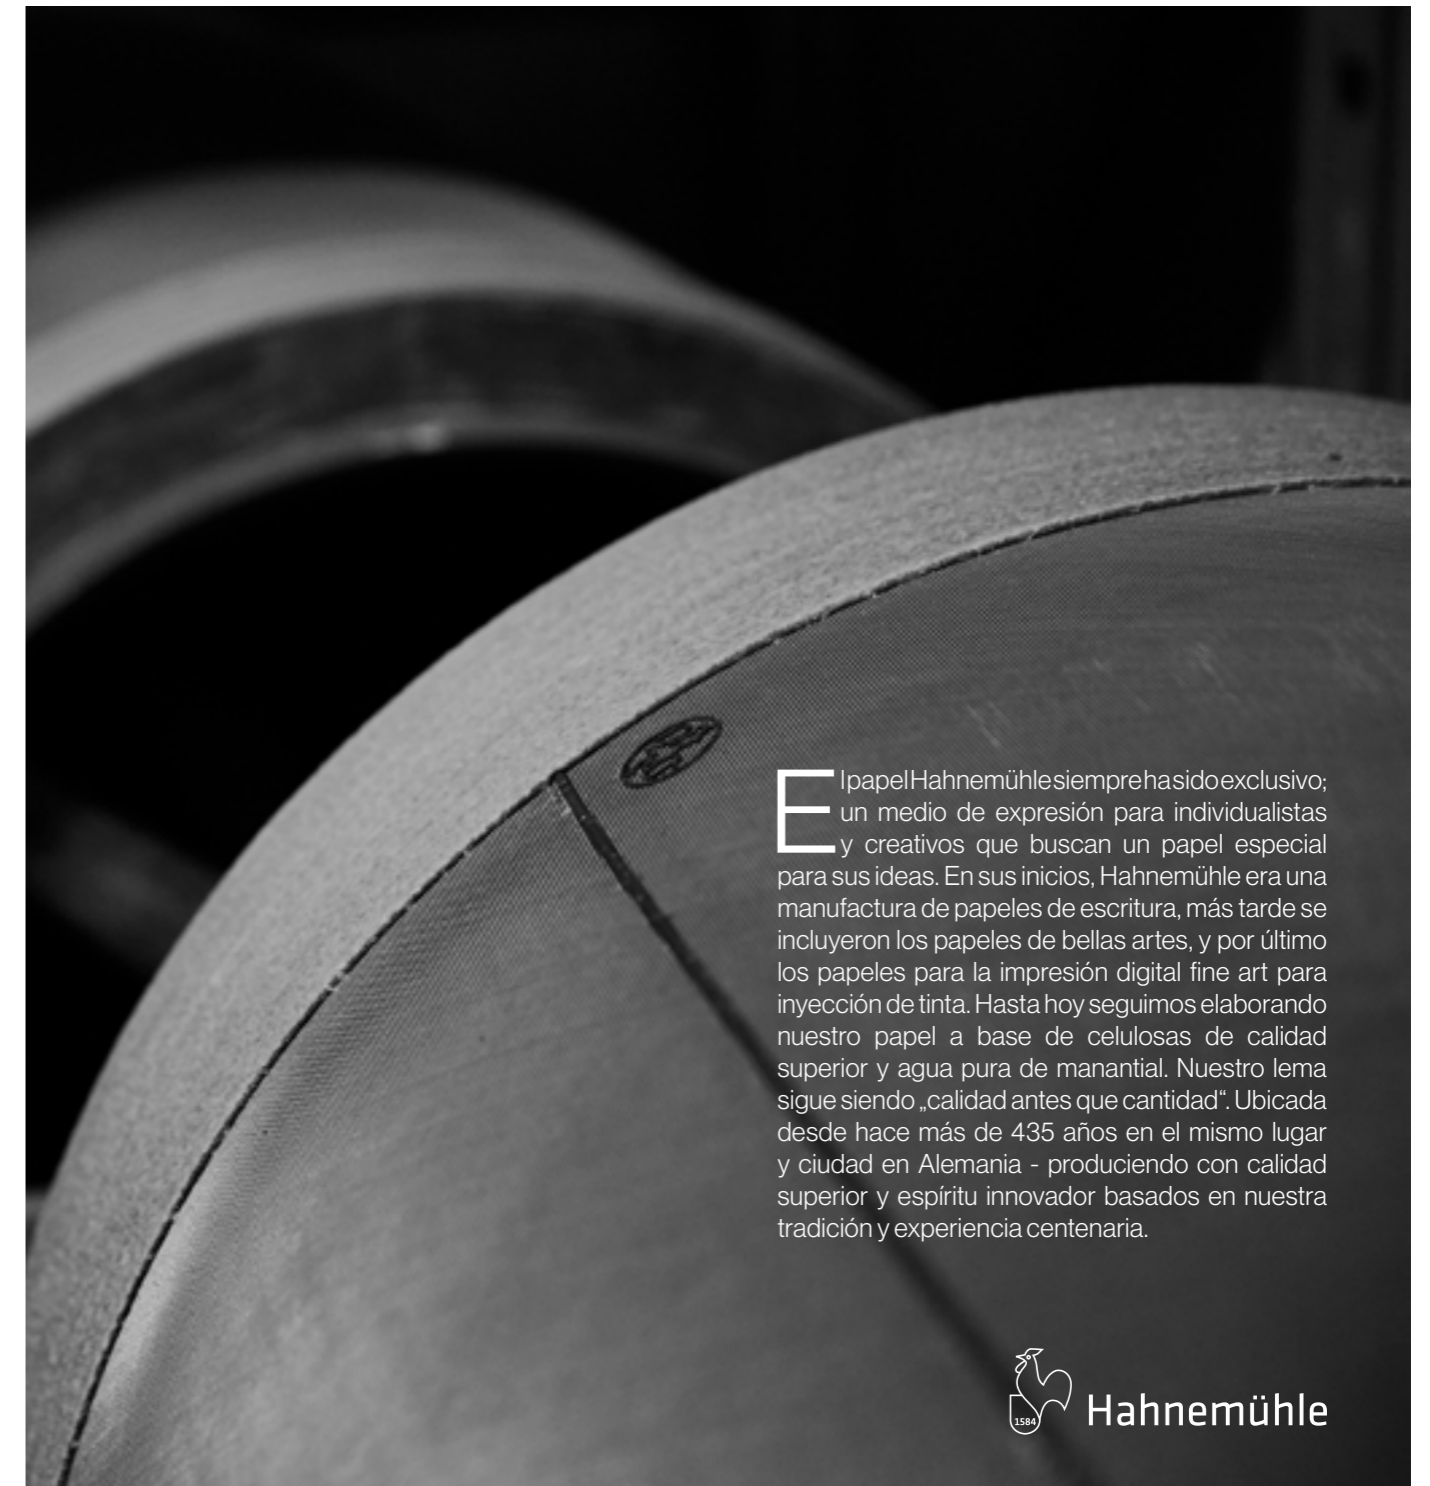 El papel Hahnemühle siempre ha sido exclusivo;
un medio de expresión para individualistas
y creativos que buscan un papel especial
para sus ideas. En sus inicios, Hahnemühle era una
manufactura de papeles de escritura, más tarde se
incluyeron los papeles de bellas artes, y por último
los papeles para la impresión digital fine art para
inyección de tinta. Hasta hoy seguimos elaborando
nuestro papel a base de celulosas de calidad
superior y agua pura de manantial. Nuestro lema
sigue siendo „calidad antes que cantidad“. Ubicada
desde hace más de 435 años en el mismo lugar
y ciudad en Alemania - produciendo con calidad
superior y espíritu innovador basados en nuestra
tradición y experiencia centenaria.
1584
Hahnemühle